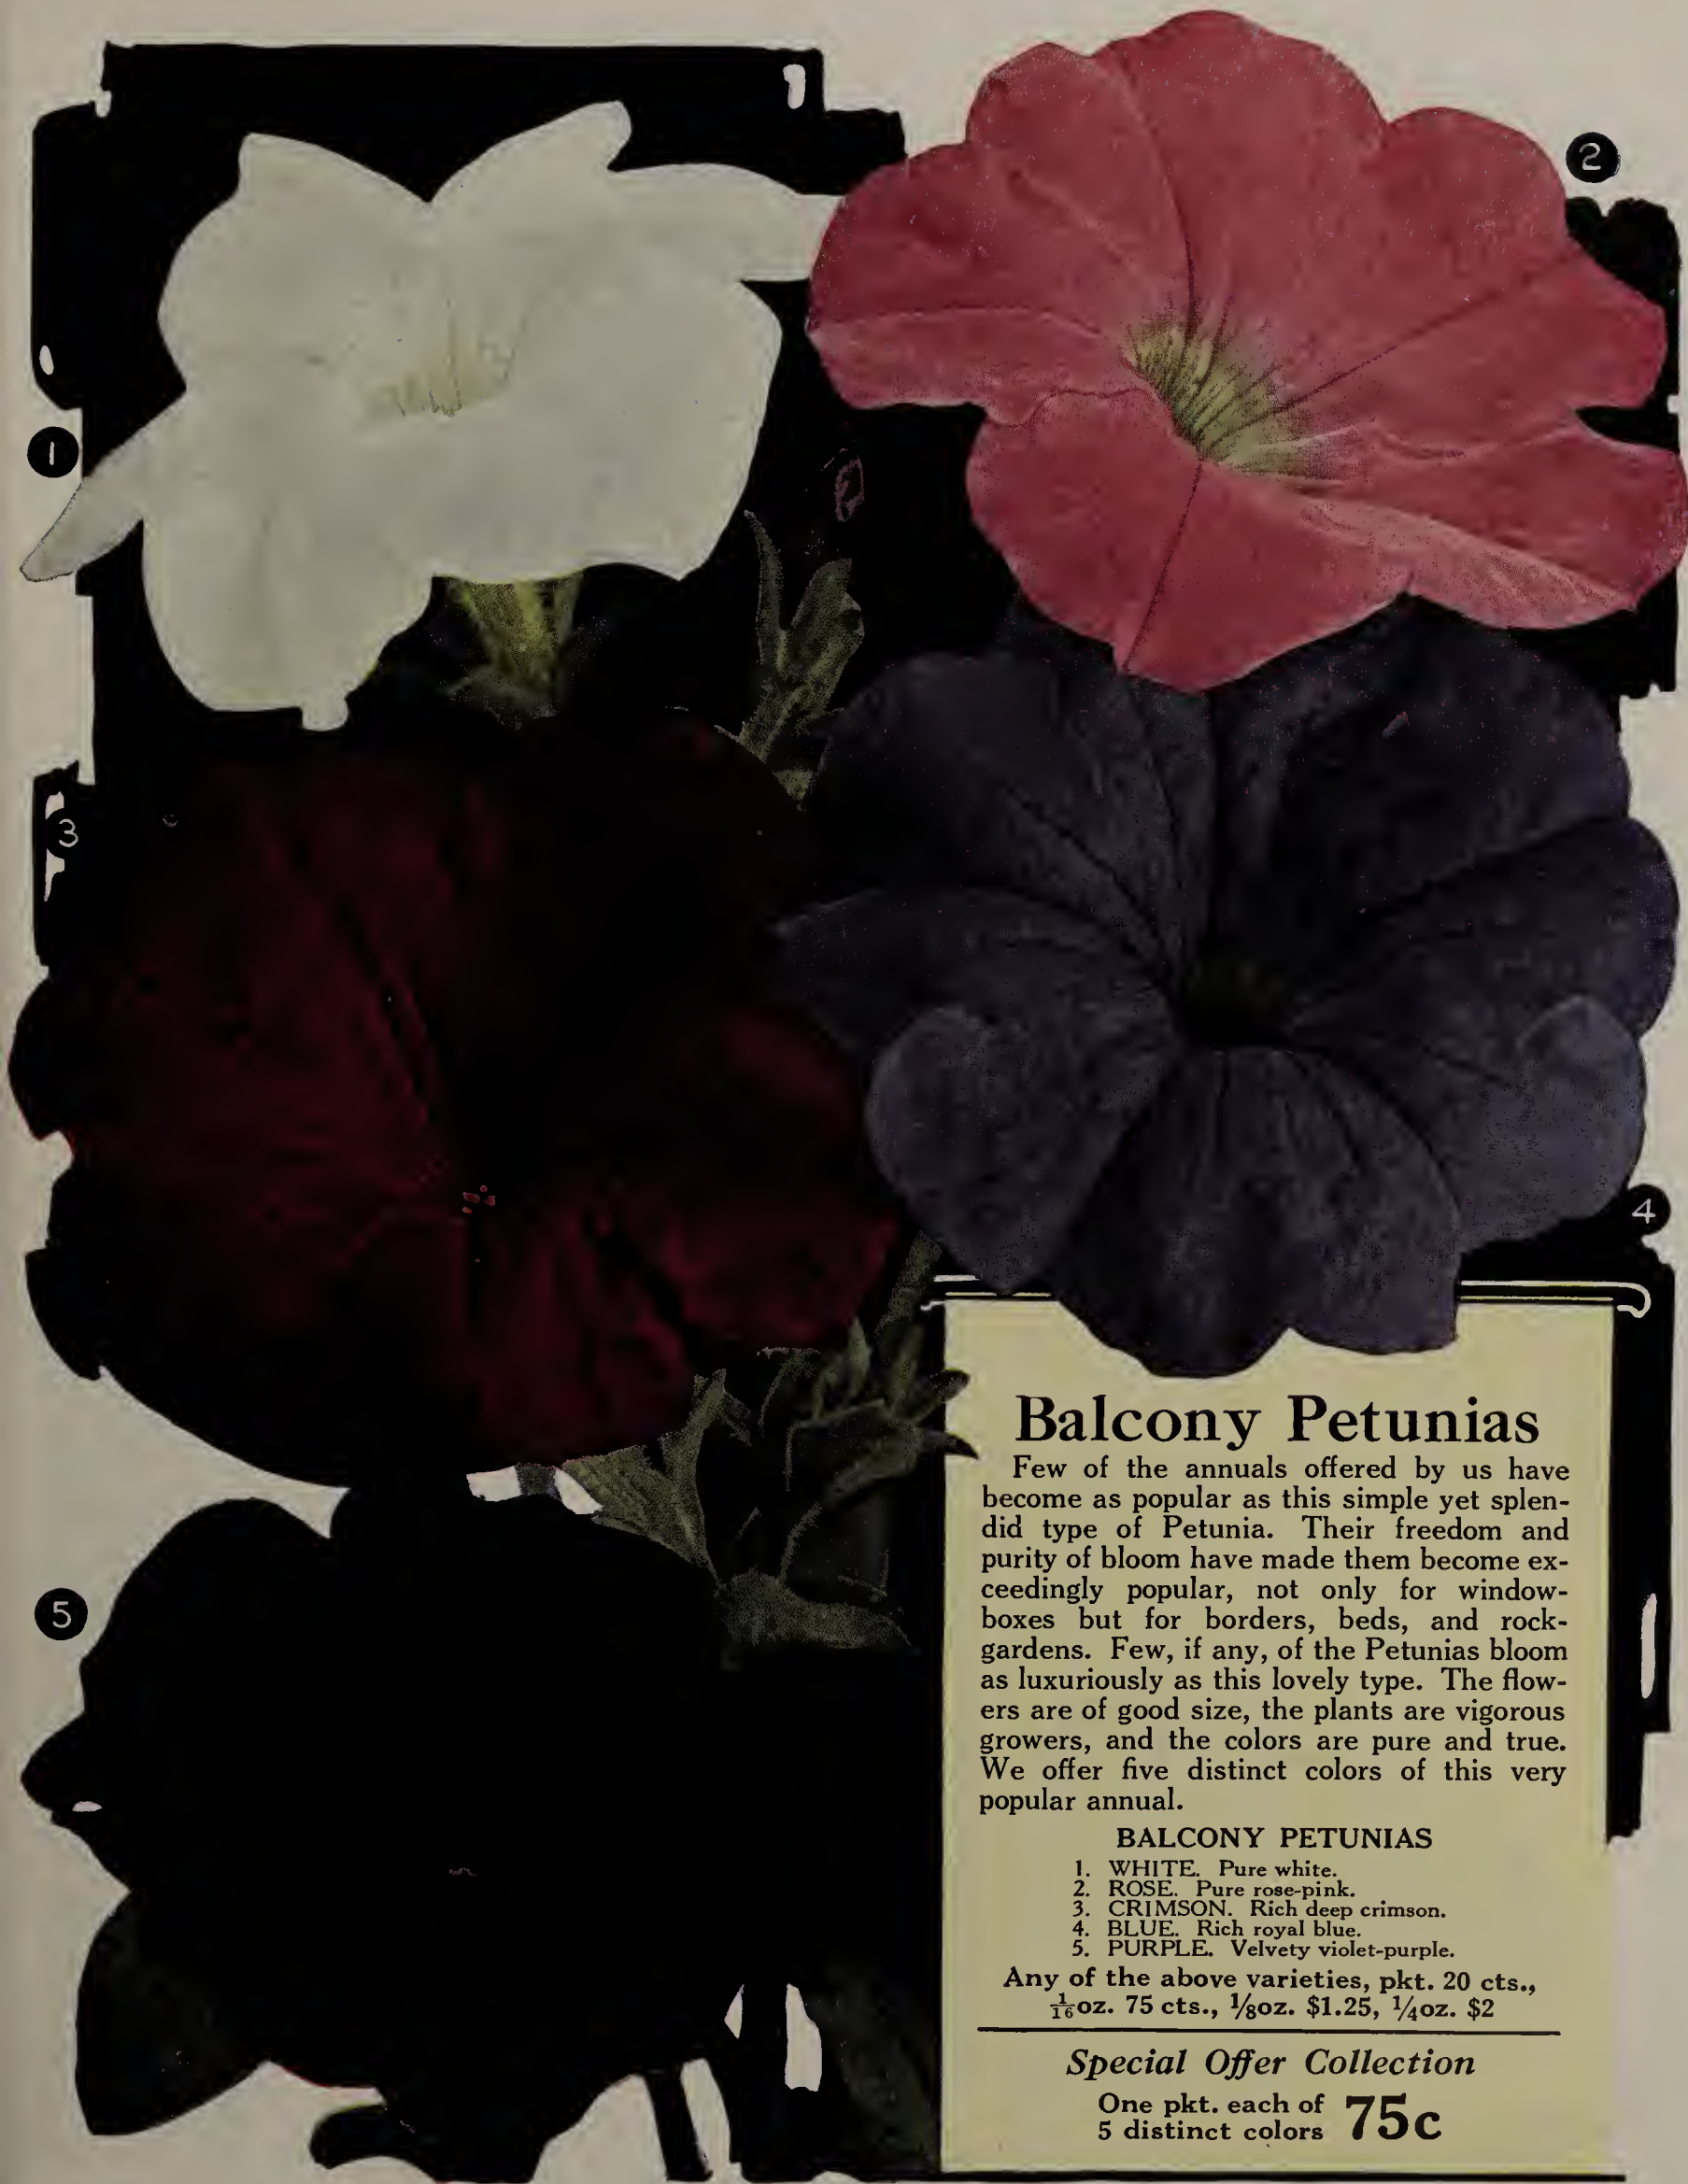 1
2
3
4
5
Balcony Petunias
Few of the annuals offered by us have
become as popular as this simple yet splen-
did type of Petunia. Their freedom and
purity of bloom have made them become ex-
ceedingly popular, not only for window-
boxes but for borders, beds, and rock-
gardens. Few, if any, of the Petunias bloom
as luxuriously as this lovely type. The flow-
ers are of good size, the plants are vigorous
growers, and the colors are pure and true.
We offer five distinct colors of this very
popular annual.
BALCONY PETUNIAS
1. WHITE. Pure white.
2. ROSE. Pure rose-pink.
3. CRIMSON. Rich deep crimson.
4. BLUE. Rich royal blue.
5. PURPLE. Velvety violet-purple.
Any of the above varieties, pkt. 20 cts.,
1/16oz. 75 cts., 1/8oz. $1.25, 1/4oz. $2
Special Offer Collection
One pkt. each of
5 distinct colors 75c